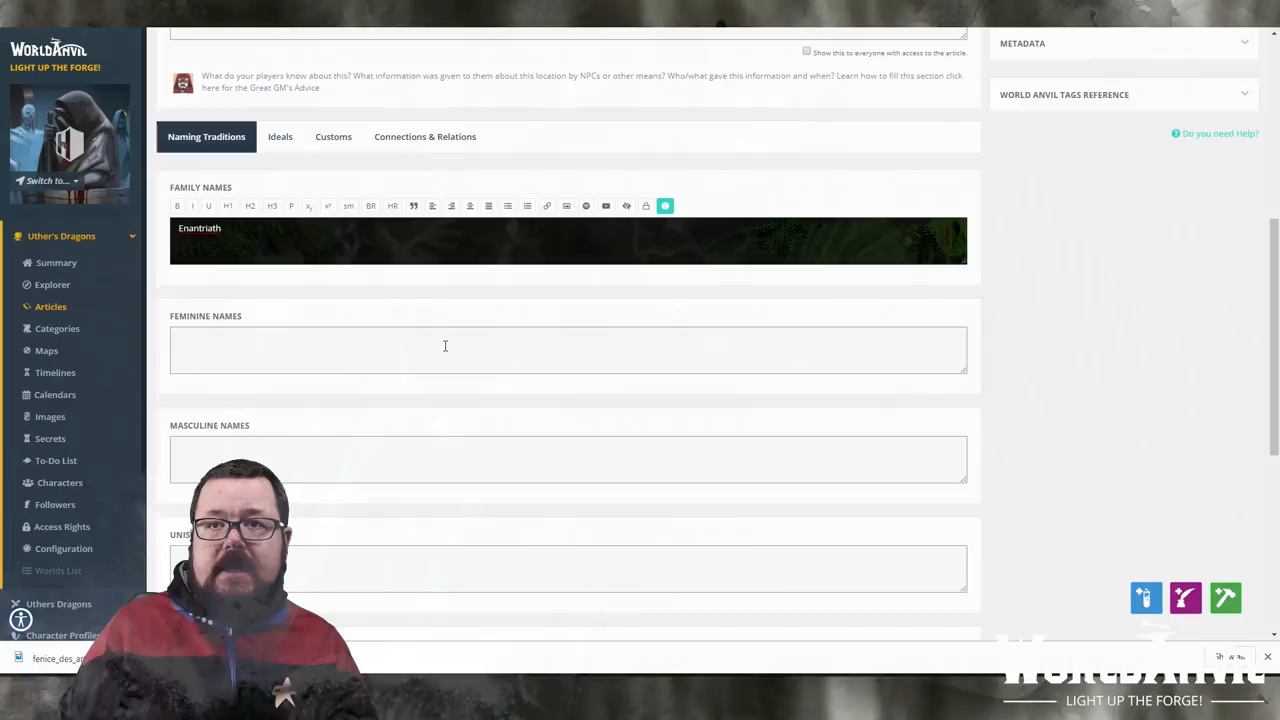 WORLDANVIL
LIGHT UP THE FORGE!
Switch to...
Uther's Dragons
Summary
Explorer
Articles
Categories
Maps
Timelines
Calendars
Images
Secrets
To-Do List
Characters
Followers
Access Rights
Configuration
Worlds List
Uthers Dragons
Character Profiles
Show this to everyone with access to the article.
What do your players know about this? What information was given to them about this location by NPCs or other means? Who/what gave this information and when? Learn how to fill this section click
here for the Great GM's Advice
Naming Traditions Ideals Customs Connections & Relations
FAMILY NAMES
B I U H1 H2 H3 P x, x² sm BR HR
Enantriath
FEMININE NAMES
MASCULINE NAMES
UNIS
METADATA
WORLD ANVIL TAGS REFERENCE
Do you need Help?
fenice_des_ar
WORLDANVIL
LIGHT UP THE FORGE!